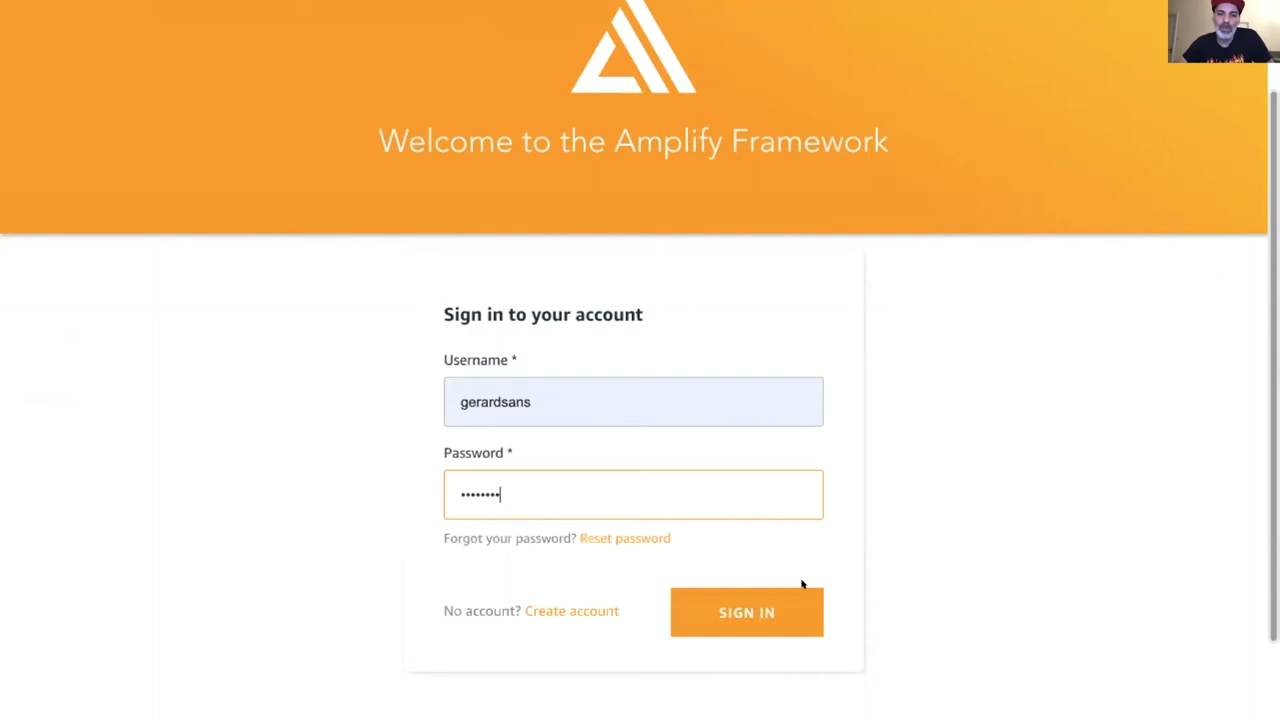 Welcome to the Amplify Framework
Sign in to your account
Username *
gerardsans
Password *
••••••••
Forgot your password? Reset password
No account? Create account
SIGN IN